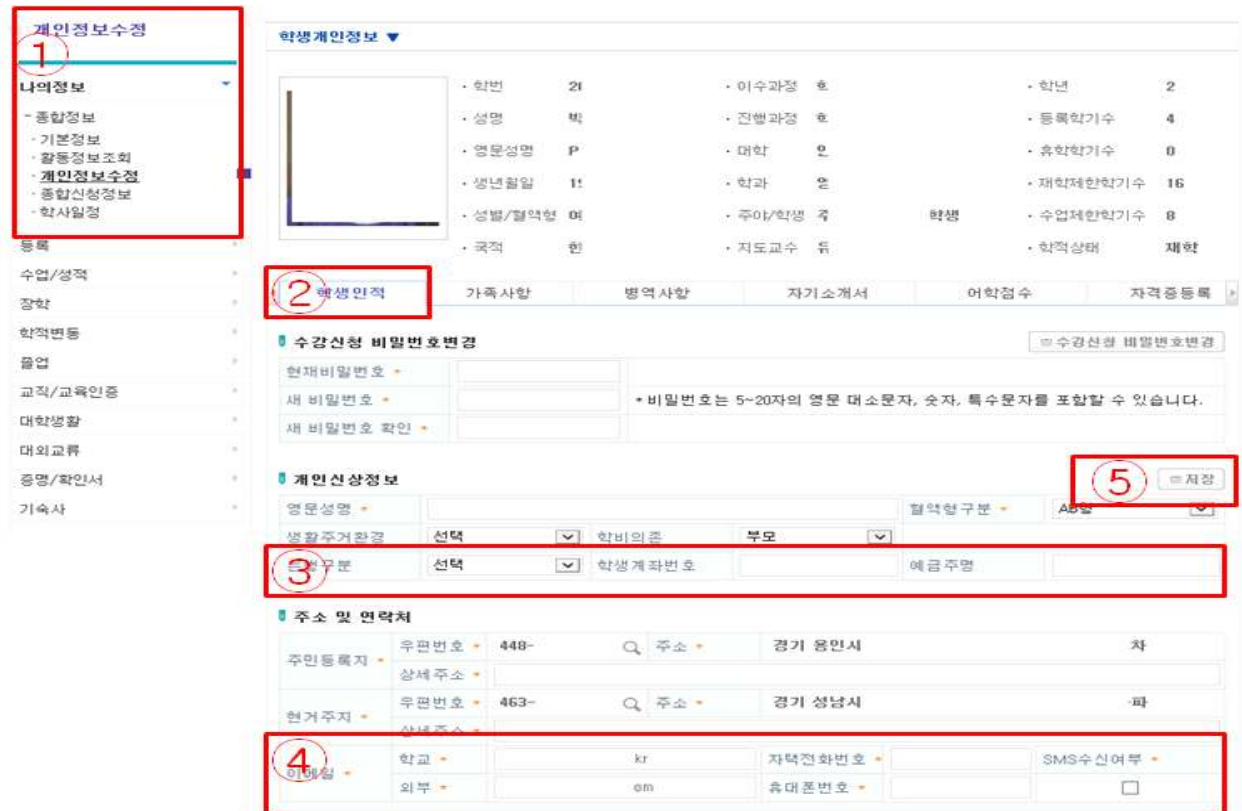 개인정보수정
①
나의정보
- 종합정보
· 기본정보
· 활동정보조회
· 개인정보수정
· 종합신청정보
· 학사일정
등록
수업/성적
장학
학적변동
졸업
교직/교육인증
대학생활
대외교류
증명/확인서
기숙사
학생개인정보 ▼
· 학번 · 이수과정 · 학년 2
· 성명 · 진행과정 · 등록학기수 4
· 영문성명 P · 대학 · 휴학학기수 0
· 생년월일 · 학과 · 재학제한학기수 16
· 성별/혈액형 · 주야/학생 학생 · 수업제한학기수 8
· 국적 · 지도교수 · 학적상태 재학
② 학생인적 가족사항 병역사항 자기소개서 어학점수 자격증등록
수강신청 비밀번호변경 수강신청 비밀번호변경
현재비밀번호 *
새 비밀번호 * * 비밀번호는 5~20자의 영문 대소문자, 숫자, 특수문자를 포함할 수 있습니다.
새 비밀번호 확인 *
개인신상정보 ⑤ 저장
영문성명 * 혈액형구분 * AB형
생활주거환경 선택 학비의존 부모
③ 은행구분 선택 학생계좌번호 예금주명
주소 및 연락처
주민등록지 * 우편번호 * 448- 주소 * 경기 용인시 차
상세주소 *
현거주지 * 우편번호 * 463- 주소 * 경기 성남시 -파
상세주소 *
④ 이메일 * 학교 * kr 자택전화번호 * SMS수신여부 *
외부 * om 휴대폰번호 *